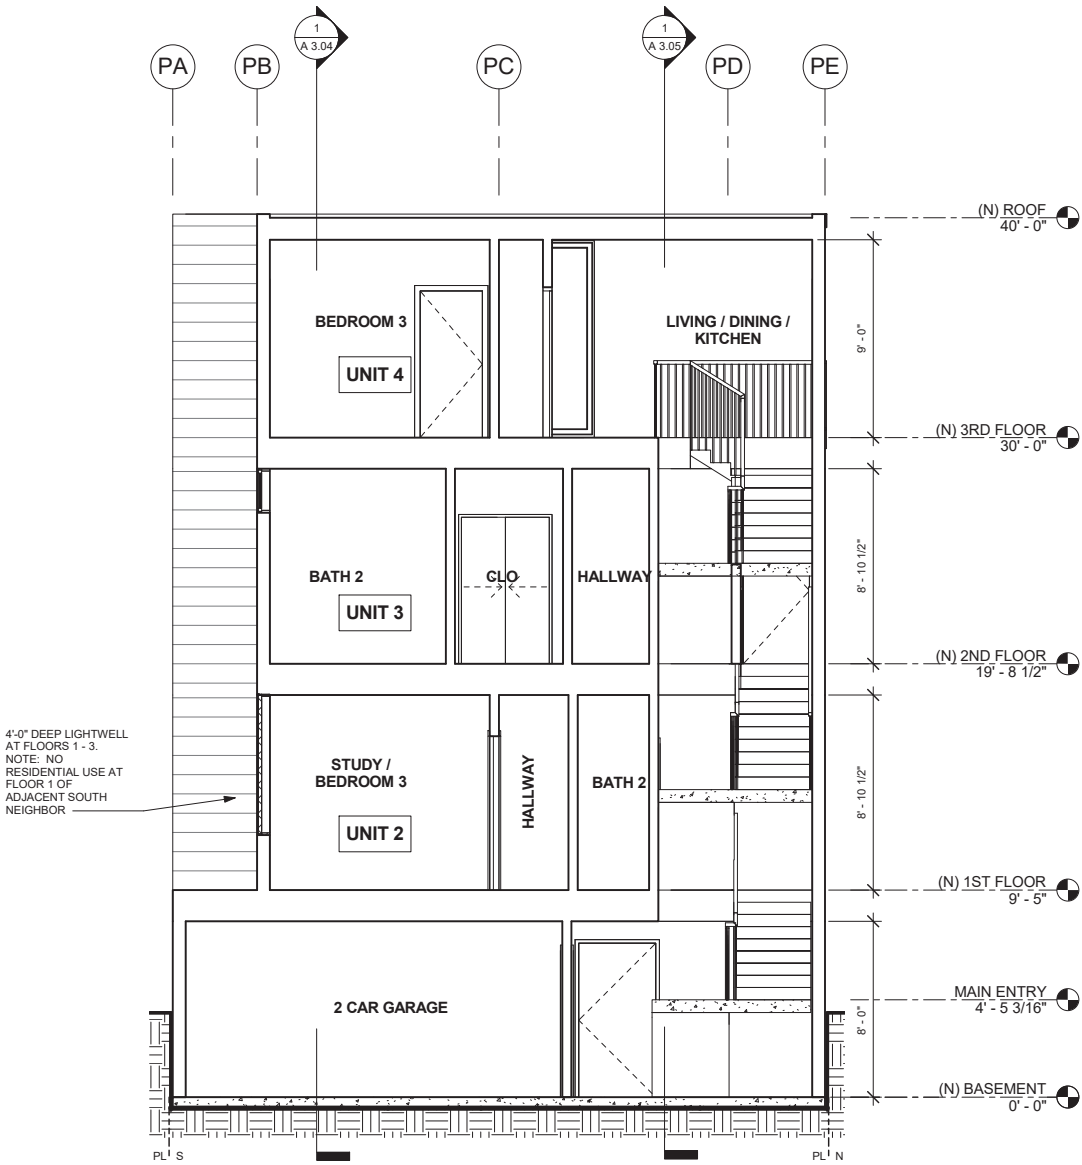 1
A 3.04
1
A 3.05
PA
PB
PC
PD
PE
(N) ROOF
40' - 0"
BEDROOM 3
UNIT 4
LIVING / DINING /
KITCHEN
9' - 0"
(N) 3RD FLOOR
30' - 0"
BATH 2
UNIT 3
CLO
HALLWAY
8' - 10 1/2"
(N) 2ND FLOOR
19' - 8 1/2"
4'-0" DEEP LIGHTWELL
AT FLOORS 1 - 3.
NOTE: NO
RESIDENTIAL USE AT
FLOOR 1 OF
ADJACENT SOUTH
NEIGHBOR
STUDY /
BEDROOM 3
UNIT 2
HALLWAY
BATH 2
8' - 10 1/2"
(N) 1ST FLOOR
9' - 5"
2 CAR GARAGE
MAIN ENTRY
4' - 5 3/16"
8' - 0"
(N) BASEMENT
0' - 0"
PL S
PL N